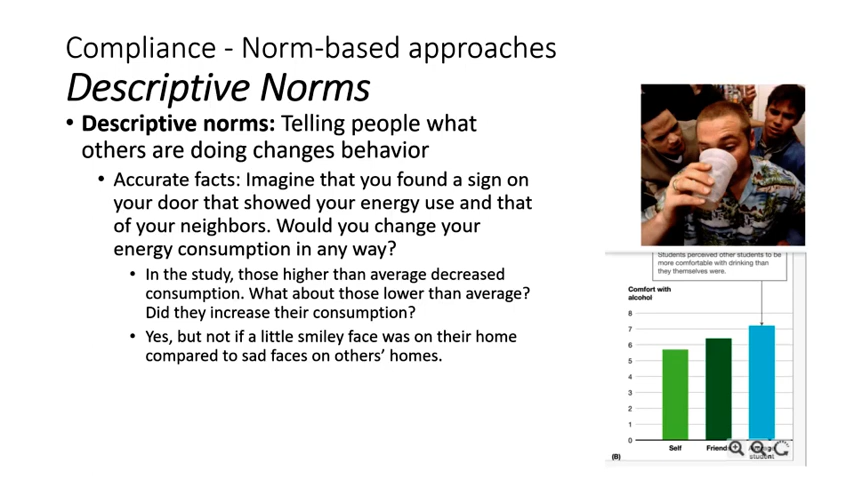 Compliance - Norm-based approaches
Descriptive Norms
• Descriptive norms: Telling people what
others are doing changes behavior
• Accurate facts: Imagine that you found a sign on
your door that showed your energy use and that
of your neighbors. Would you change your
energy consumption in any way?
• In the study, those higher than average decreased
consumption. What about those lower than average?
Did they increase their consumption?
• Yes, but not if a little smiley face was on their home
compared to sad faces on others' homes.
Students perceived other students to be
more comfortable with drinking than
they themselves were.
Comfort with
alcohol
8
7
6
5
4
3
2
1
0
Self
Friend
student
(B)